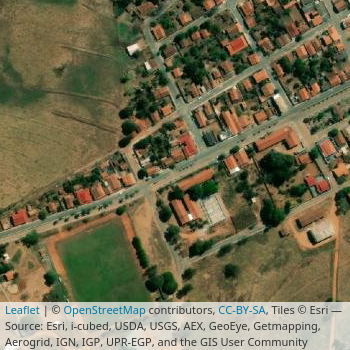 Leaflet | © OpenStreetMap contributors, CC-BY-SA, Tiles © Esri —
Source: Esri, i-cubed, USDA, USGS, AEX, GeoEye, Getmapping,
Aerogrid, IGN, IGP, UPR-EGP, and the GIS User Community